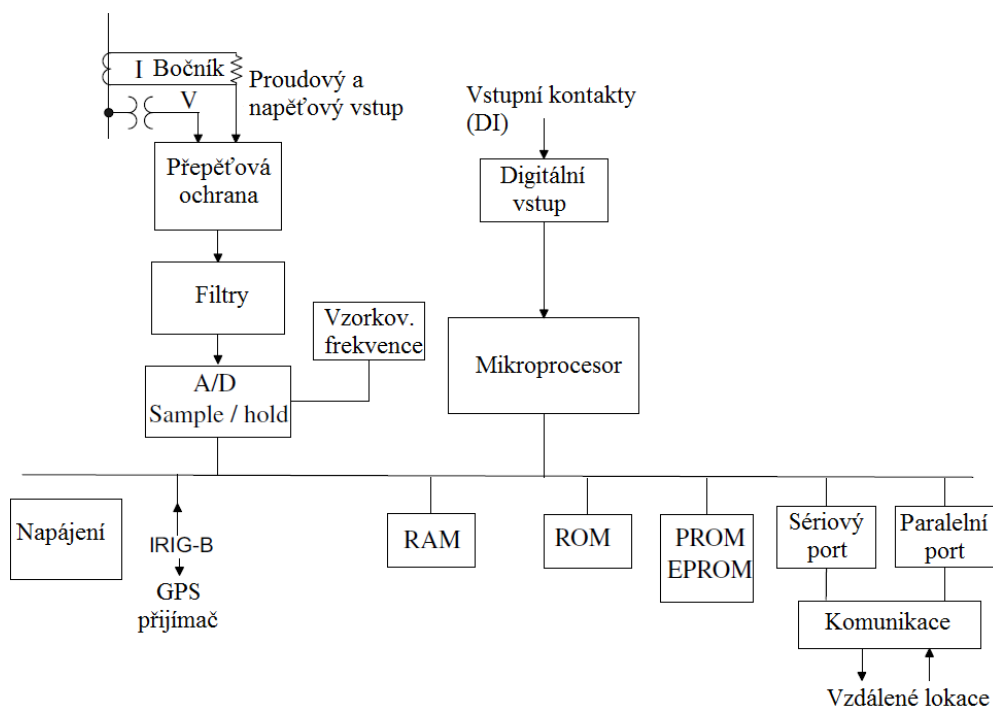 I Bočník
V
Proudový a
napěťový vstup
Vstupní kontakty
(DI)
Přepěťová
ochrana
Digitální
vstup
Filtry
Vzorkov.
frekvence
Mikroprocesor
A/D
Sample / hold
Napájení
IRIG-B
GPS
přijímač
RAM
ROM
PROM
EPROM
Sériový
port
Paralelní
port
Komunikace
Vzdálené lokace